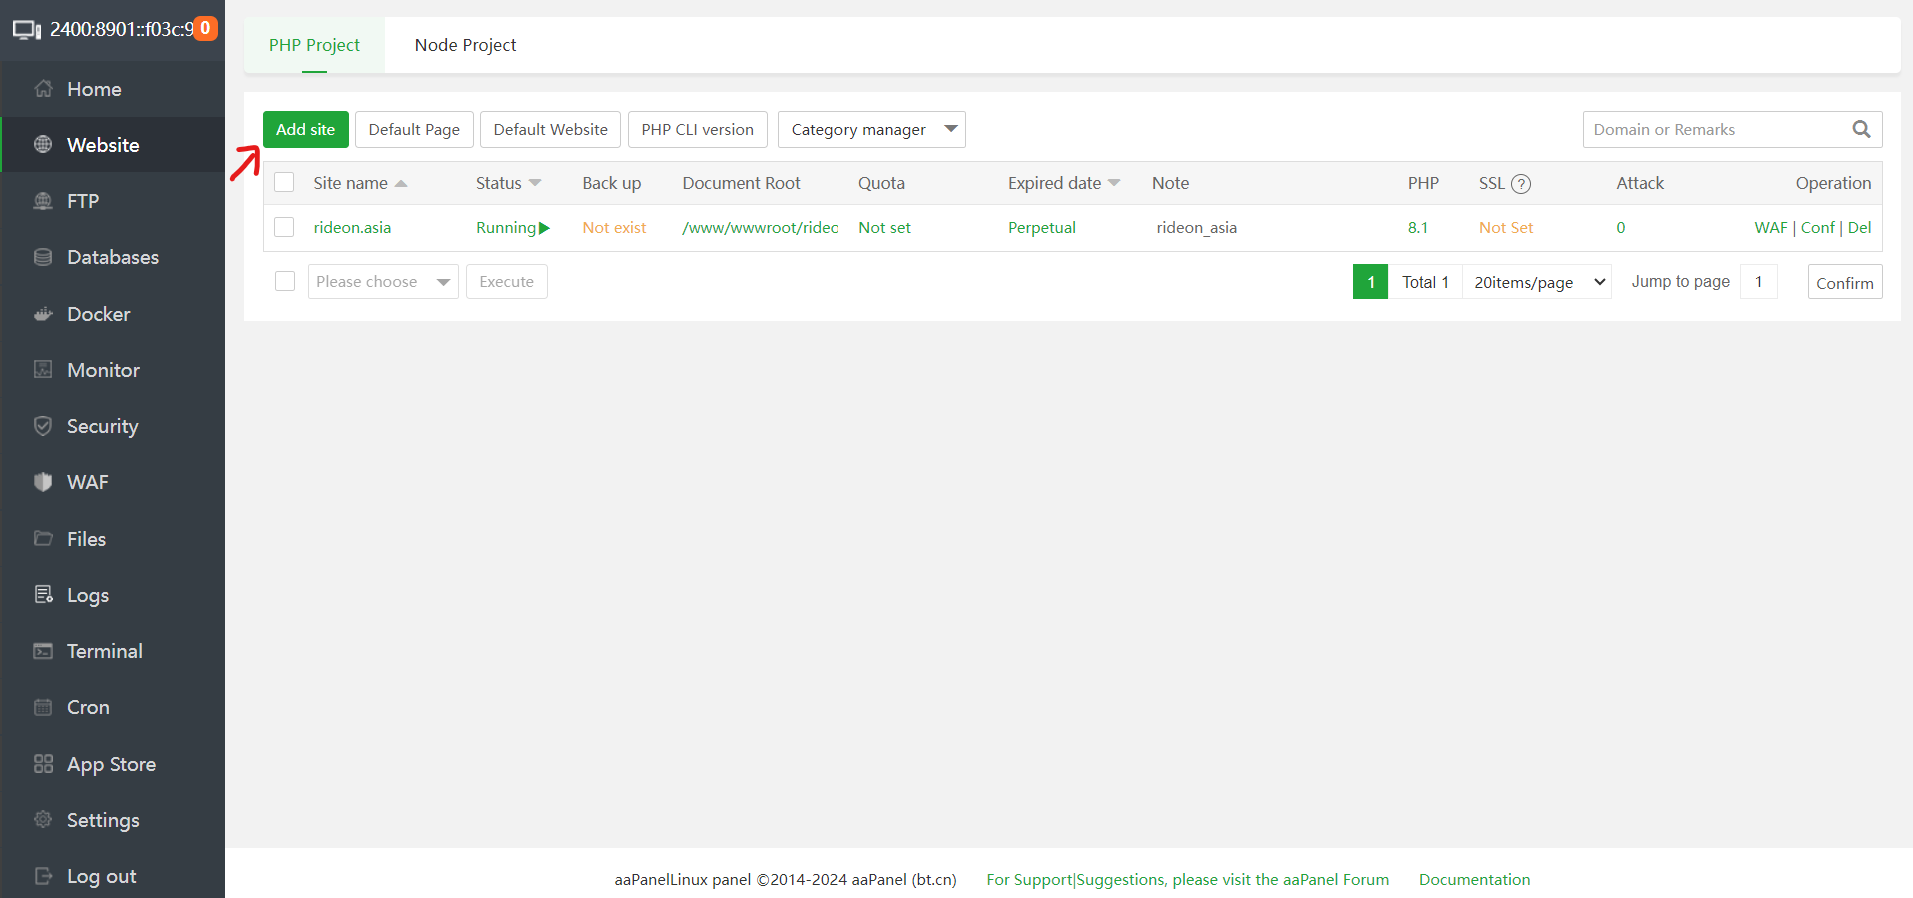 2400:8901::f03c:9 0
Home
Website
FTP
Databases
Docker
Monitor
Security
WAF
Files
Logs
Terminal
Cron
App Store
Settings
Log out
PHP Project Node Project
Add site Default Page Default Website PHP CLI version Category manager Domain or Remarks
Site name Status Back up Document Root Quota Expired date Note PHP SSL ? Attack Operation
rideon.asia Running Not exist /www/wwwroot/rideo Not set Perpetual rideon_asia 8.1 Not Set 0 WAF | Conf | Del
Please choose Execute 1 Total 1 20items/page Jump to page 1 Confirm
aaPanelLinux panel ©2014-2024 aaPanel (bt.cn) For Support|Suggestions, please visit the aaPanel Forum Documentation